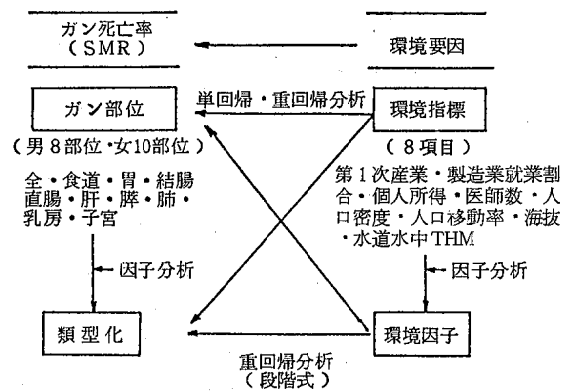 ガン死亡率
(SMR)
環境要因
ガン部位
単回帰・重回帰分析
環境指標
(男8部位・女10部位)
(8項目)
全・食道・胃・結腸
直腸・肝・膵・肺・
乳房・子宮
第1次産業・製造業就業割
合・個人所得・医師数・人
口密度・人口移動率・海抜
・水道水中THM
因子分析
因子分析
類型化
環境因子
重回帰分析
(段階式)